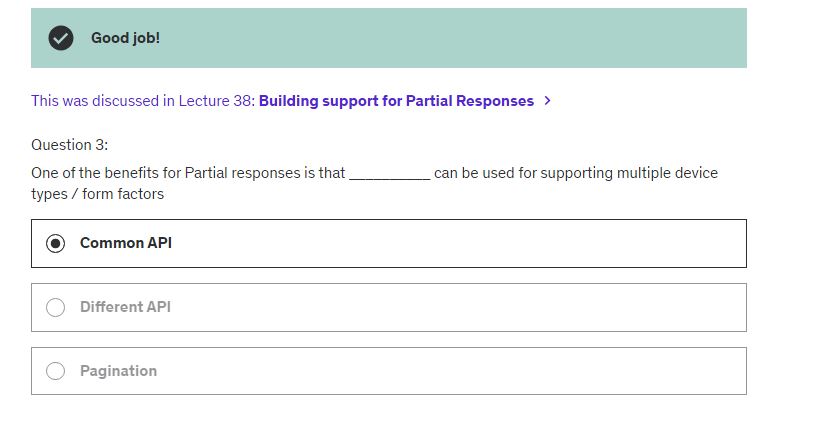 Good job!
This was discussed in Lecture 38: Building support for Partial Responses >
Question 3:
One of the benefits for Partial responses is that __________ can be used for supporting multiple device
types / form factors
Common API
Different API
Pagination